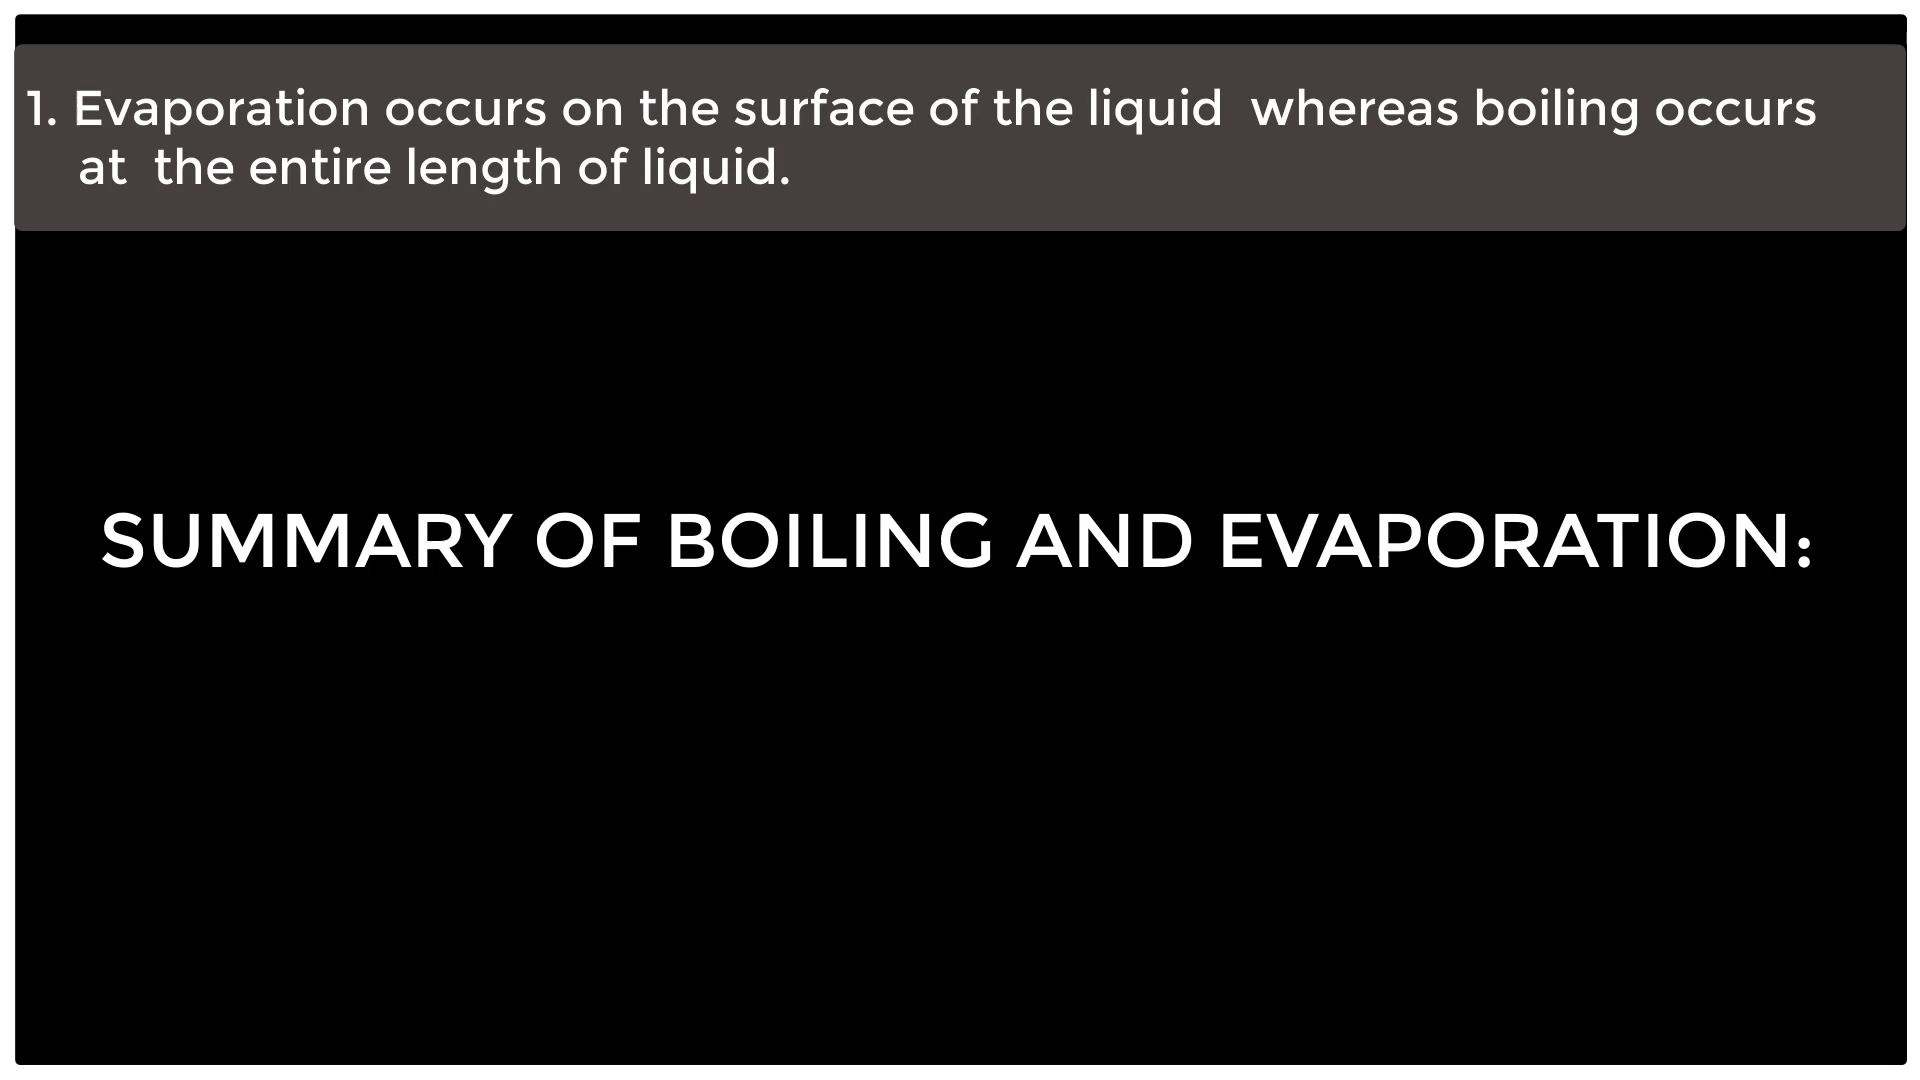 1. Evaporation occurs on the surface of the liquid whereas boiling occurs
at the entire length of liquid.
SUMMARY OF BOILING AND EVAPORATION: